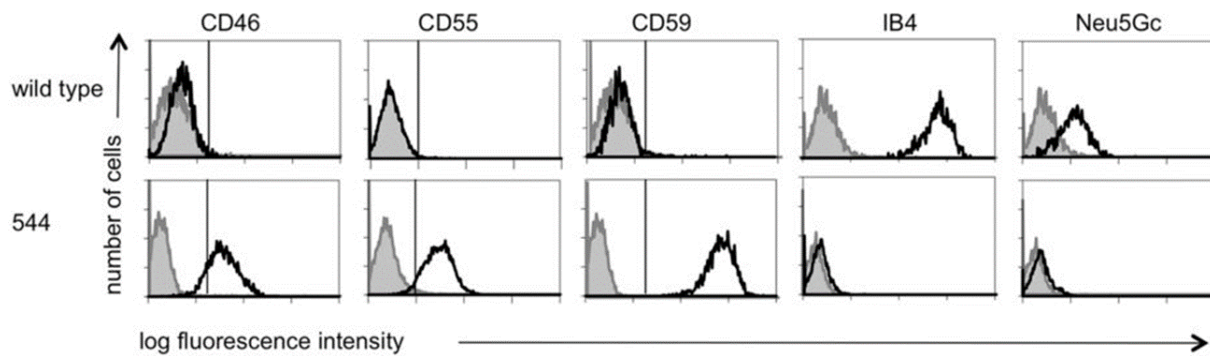 CD46 CD55 CD59 IB4 Neu5Gc
wild type
544
number of cells
log fluorescence intensity